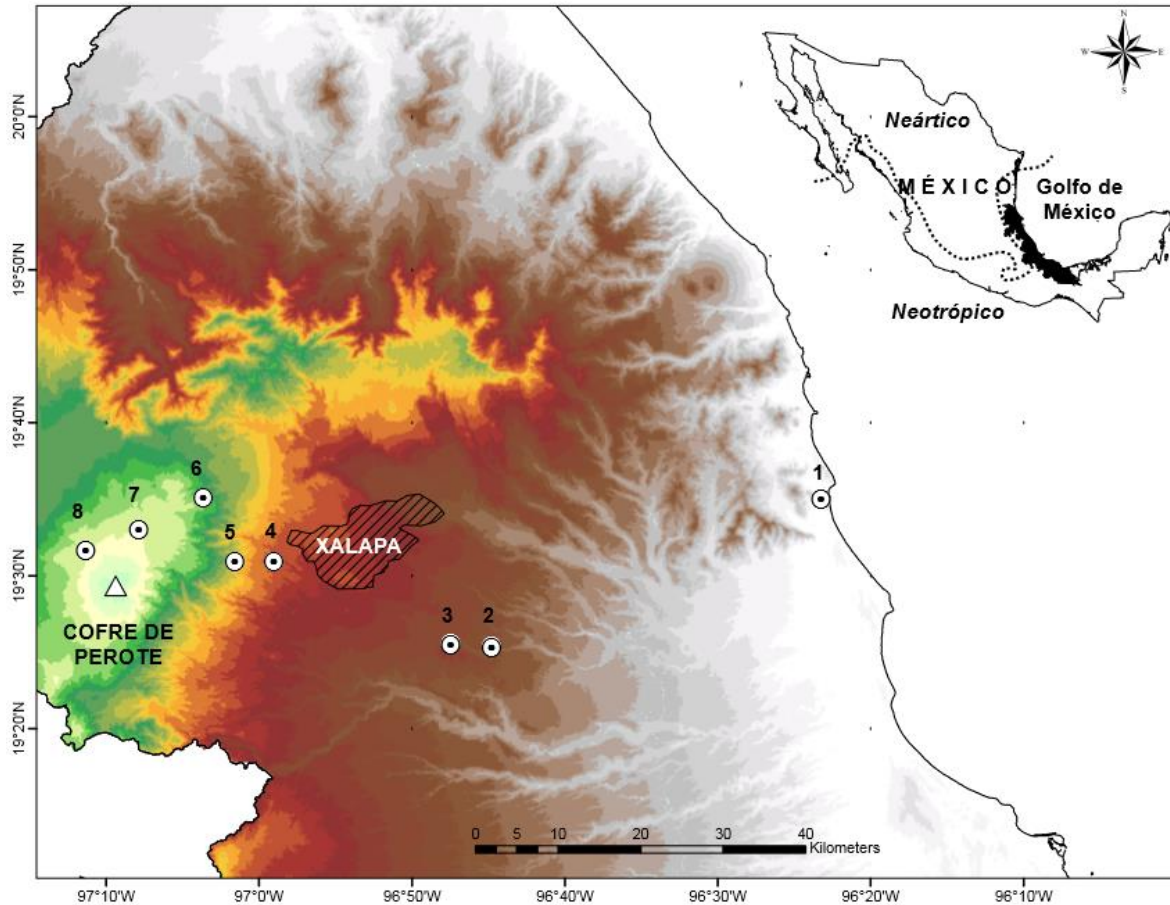 N
W
E
S
Neártico
MÉXICO
Golfo de
México
Neotrópico
20°0'N
19°50'N
19°40'N
19°30'N
19°20'N
1
6
7
8
5
4
XALAPA
3
2
COFRE DE
PEROTE
0 5 10 20 30 40
Kilometers
97°10'W 97°0'W 96°50'W 96°40'W 96°30'W 96°20'W 96°10'W